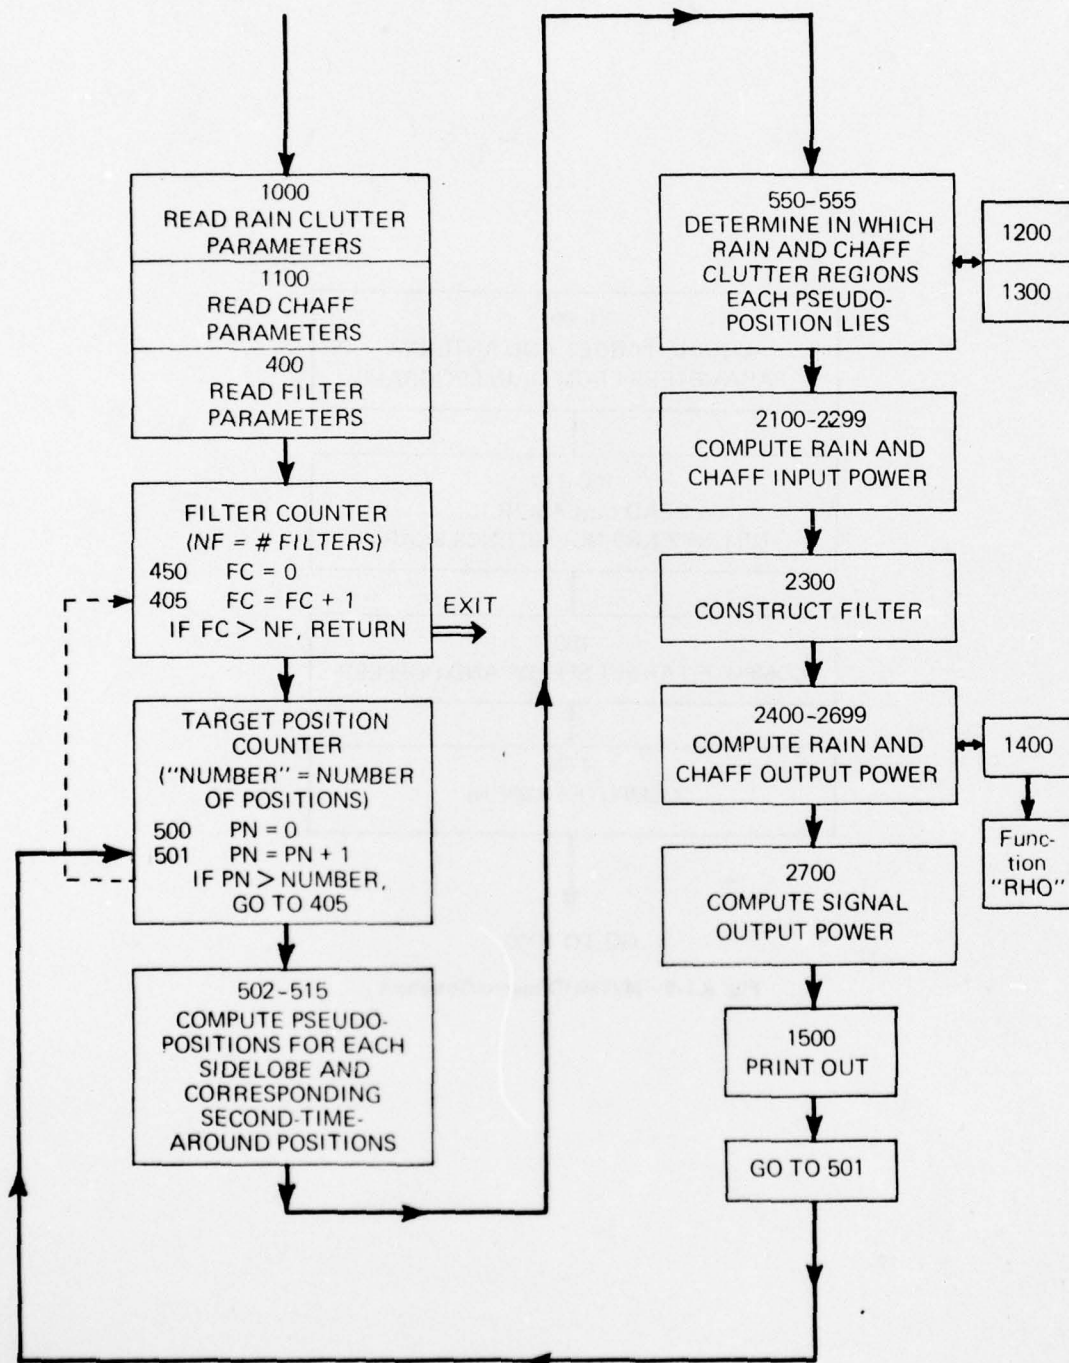 1000
READ RAIN CLUTTER
PARAMETERS
1100
READ CHAFF
PARAMETERS
400
READ FILTER
PARAMETERS
FILTER COUNTER
(NF = # FILTERS)
450 FC = 0
405 FC = FC + 1
IF FC > NF, RETURN
EXIT
TARGET POSITION
COUNTER
("NUMBER" = NUMBER
OF POSITIONS)
500 PN = 0
501 PN = PN + 1
IF PN > NUMBER,
GO TO 405
502-515
COMPUTE PSEUDO-
POSITIONS FOR EACH
SIDELOBE AND
CORRESPONDING
SECOND-TIME-
AROUND POSITIONS
550-555
DETERMINE IN WHICH
RAIN AND CHAFF
CLUTTER REGIONS
EACH PSEUDO-
POSITION LIES
1200
1300
2100-2299
COMPUTE RAIN AND
CHAFF INPUT POWER
2300
CONSTRUCT FILTER
2400-2699
COMPUTE RAIN AND
CHAFF OUTPUT POWER
1400
Func-
tion
"RHO"
2700
COMPUTE SIGNAL
OUTPUT POWER
1500
PRINT OUT
GO TO 501